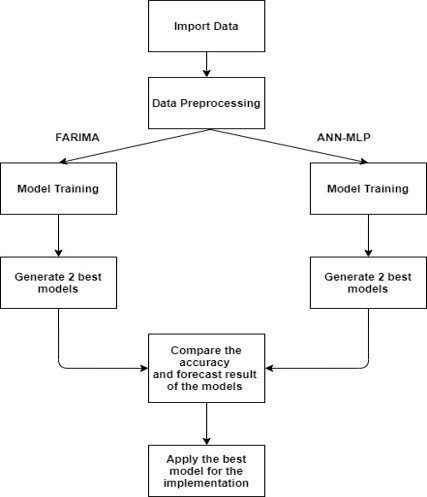 Import Data
Data Preprocessing
FARIMA
ANN-MLP
Model Training
Model Training
Generate 2 best
models
Generate 2 best
models
Compare the
accuracy
and forecast result
of the models
Apply the best
model for the
implementation